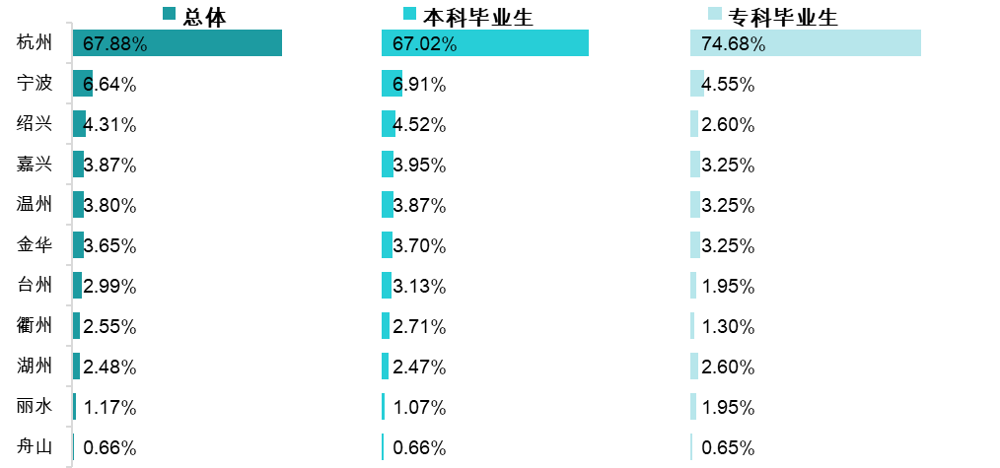 总体 本科毕业生 专科毕业生
杭州 67.88% 67.02% 74.68%
宁波 6.64% 6.91% 4.55%
绍兴 4.31% 4.52% 2.60%
嘉兴 3.87% 3.95% 3.25%
温州 3.80% 3.87% 3.25%
金华 3.65% 3.70% 3.25%
台州 2.99% 3.13% 1.95%
衢州 2.55% 2.71% 1.30%
湖州 2.48% 2.47% 2.60%
丽水 1.17% 1.07% 1.95%
舟山 0.66% 0.66% 0.65%